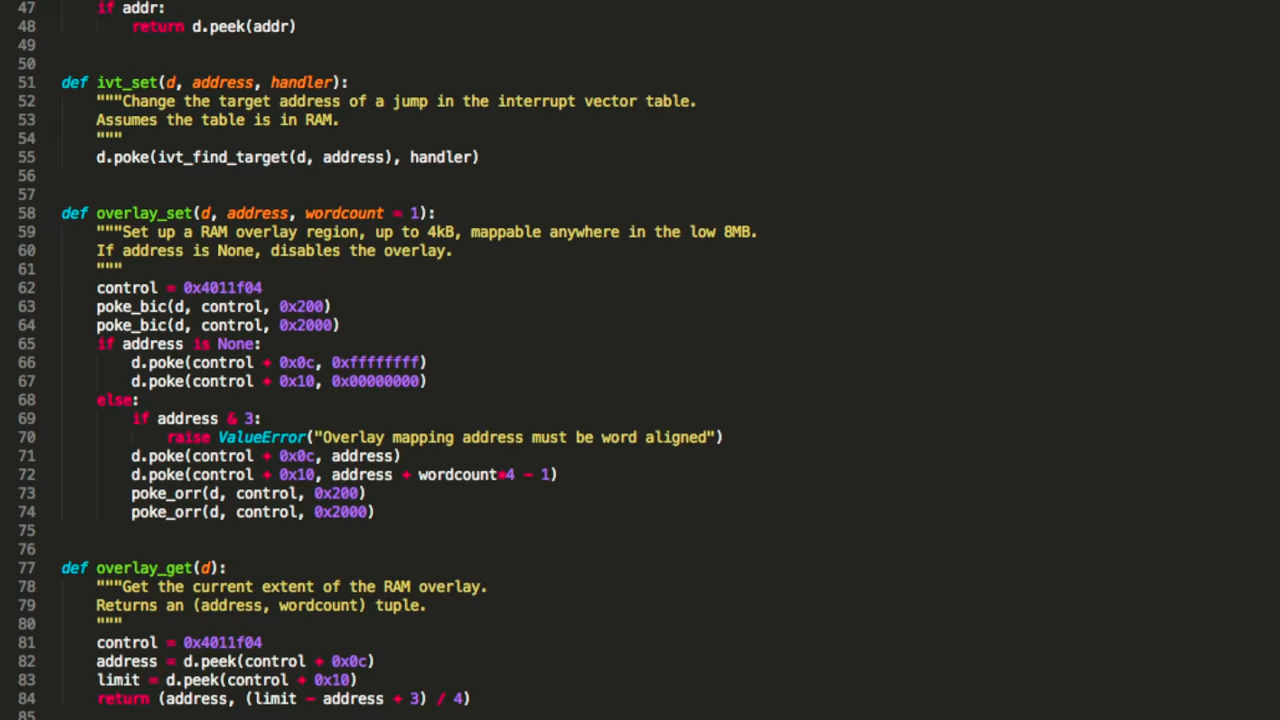 47 if addr:
48 return d.peek(addr)
49
50
51 def ivt_set(d, address, handler):
52 """Change the target address of a jump in the interrupt vector table.
53 Assumes the table is in RAM.
54 """
55 d.poke(ivt_find_target(d, address), handler)
56
57
58 def overlay_set(d, address, wordcount = 1):
59 """Set up a RAM overlay region, up to 4kB, mappable anywhere in the low 8MB.
60 If address is None, disables the overlay.
61 """
62 control = 0x4011f04
63 poke_bic(d, control, 0x200)
64 poke_bic(d, control, 0x2000)
65 if address is None:
66 d.poke(control + 0x0c, 0xffffffff)
67 d.poke(control + 0x10, 0x00000000)
68 else:
69 if address & 3:
70 raise ValueError("Overlay mapping address must be word aligned")
71 d.poke(control + 0x0c, address)
72 d.poke(control + 0x10, address + wordcount*4 - 1)
73 poke_orr(d, control, 0x200)
74 poke_orr(d, control, 0x2000)
75
76
77 def overlay_get(d):
78 """Get the current extent of the RAM overlay.
79 Returns an (address, wordcount) tuple.
80 """
81 control = 0x4011f04
82 address = d.peek(control + 0x0c)
83 limit = d.peek(control + 0x10)
84 return (address, (limit - address + 3) / 4)
85